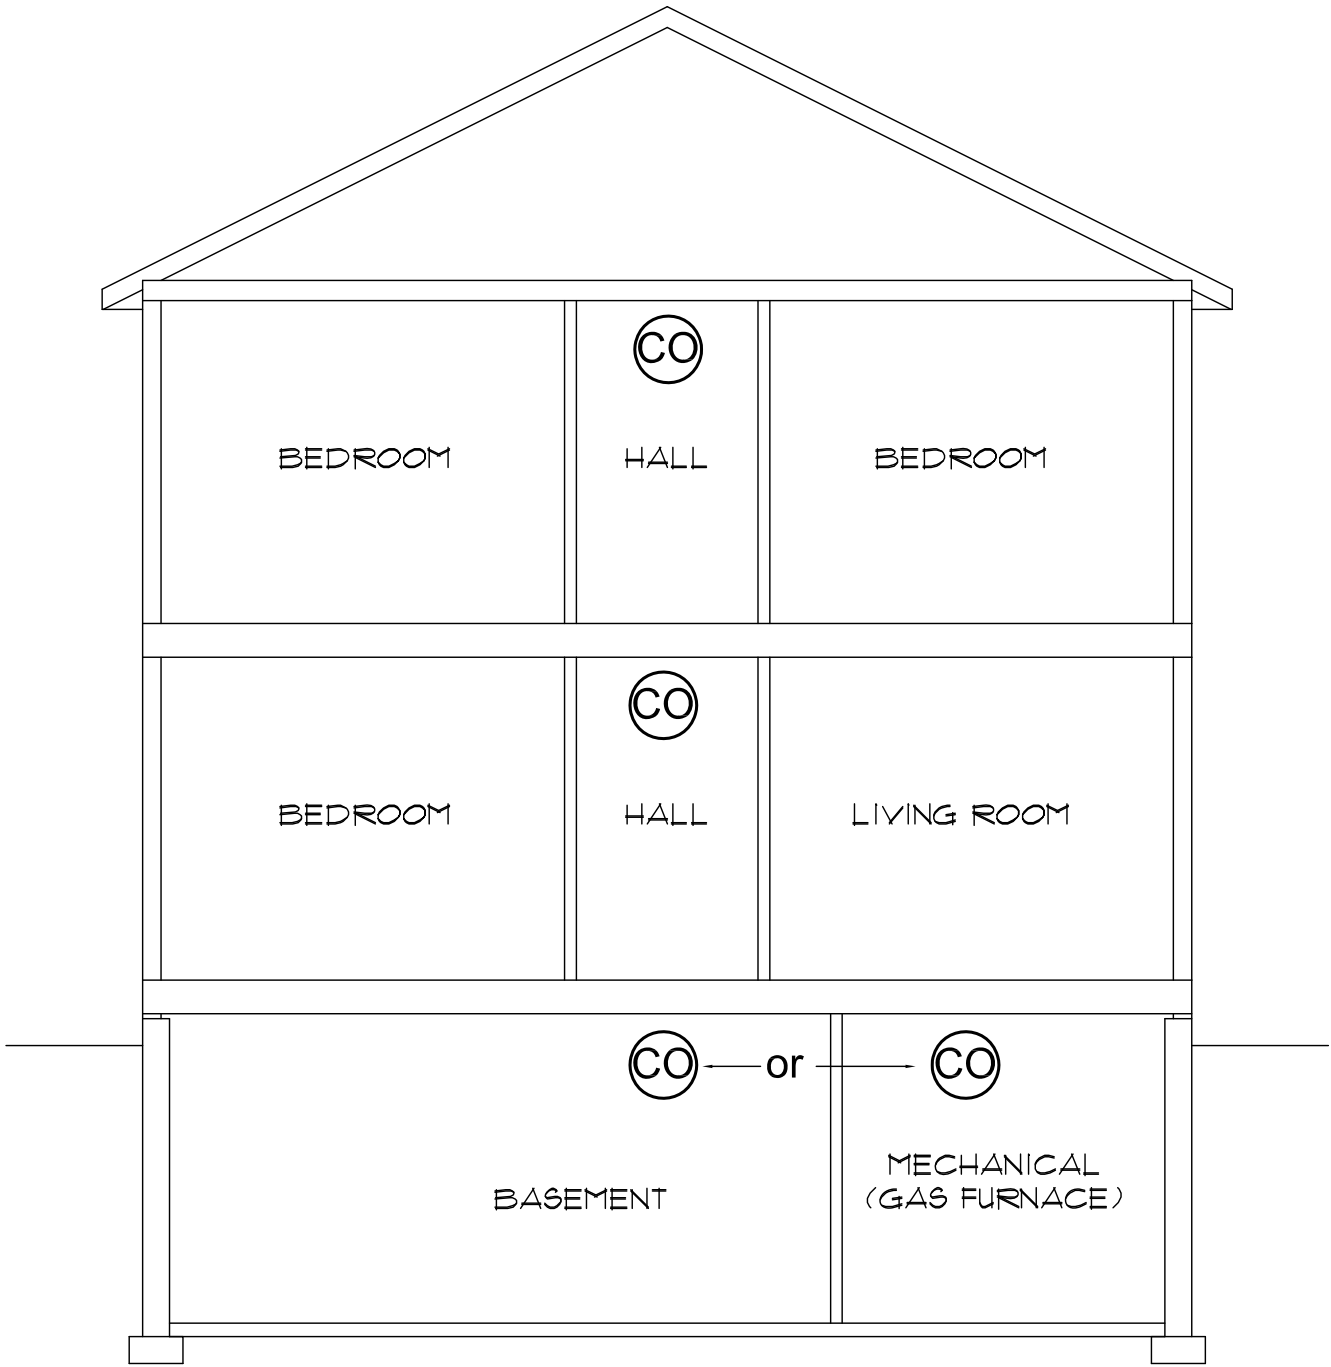 CO
BEDROOM HALL BEDROOM
CO
BEDROOM HALL LIVING ROOM
CO or CO
MECHANICAL
BASEMENT (GAS FURNACE)